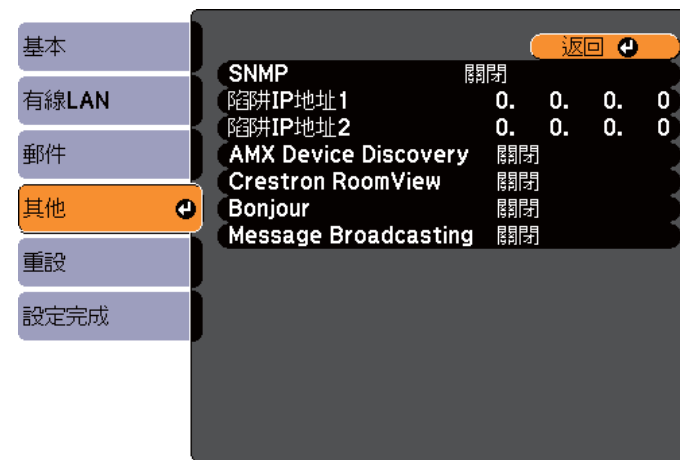 基本
有線LAN
郵件
其他
重設
設定完成
返回
SNMP 關閉
陷阱IP地址1 0. 0. 0. 0
陷阱IP地址2 0. 0. 0. 0
AMX Device Discovery 關閉
Crestron RoomView 關閉
Bonjour 關閉
Message Broadcasting 關閉